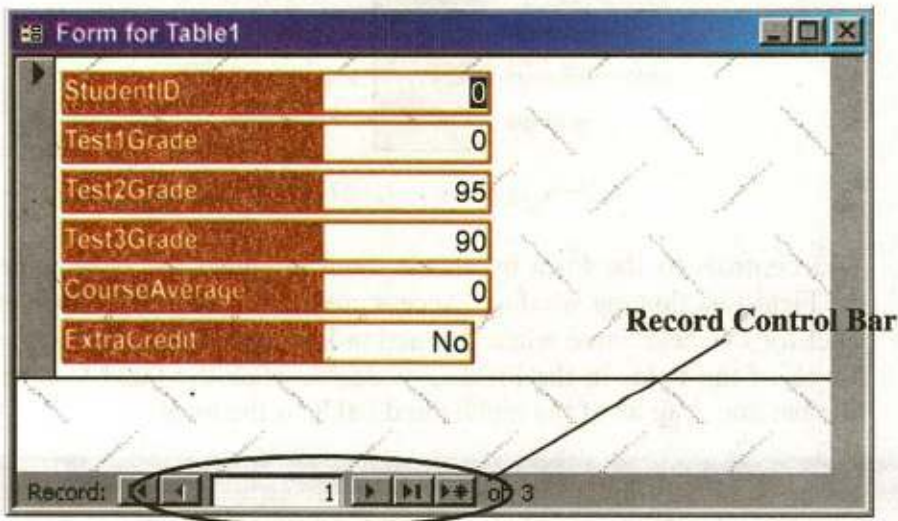 Form for Table1
StudentID 0
Test1Grade 0
Test2Grade 95
Test3Grade 90
CourseAverage 0
ExtraCredit No
Record Control Bar
Record: 1 of 3